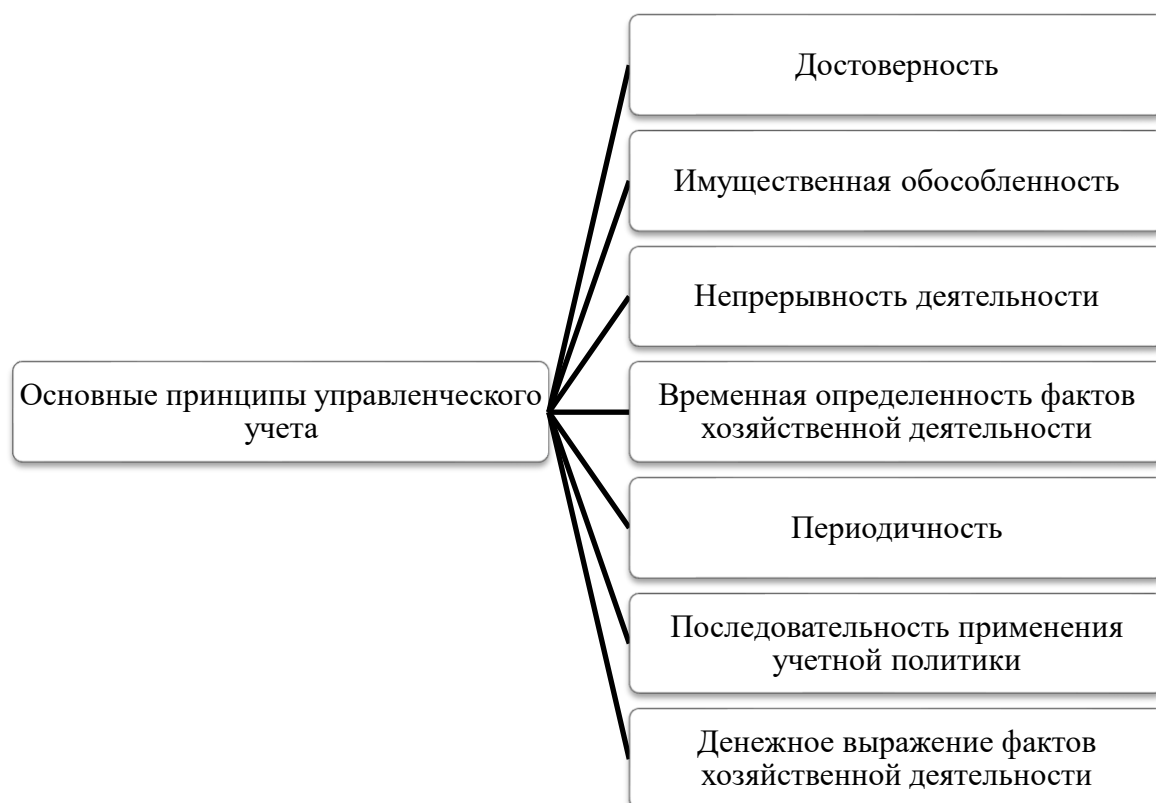 Основные принципы управленческого
учета
Достоверность
Имущественная обособленность
Непрерывность деятельности
Временная определенность фактов
хозяйственной деятельности
Периодичность
Последовательность применения
учетной политики
Денежное выражение фактов
хозяйственной деятельности